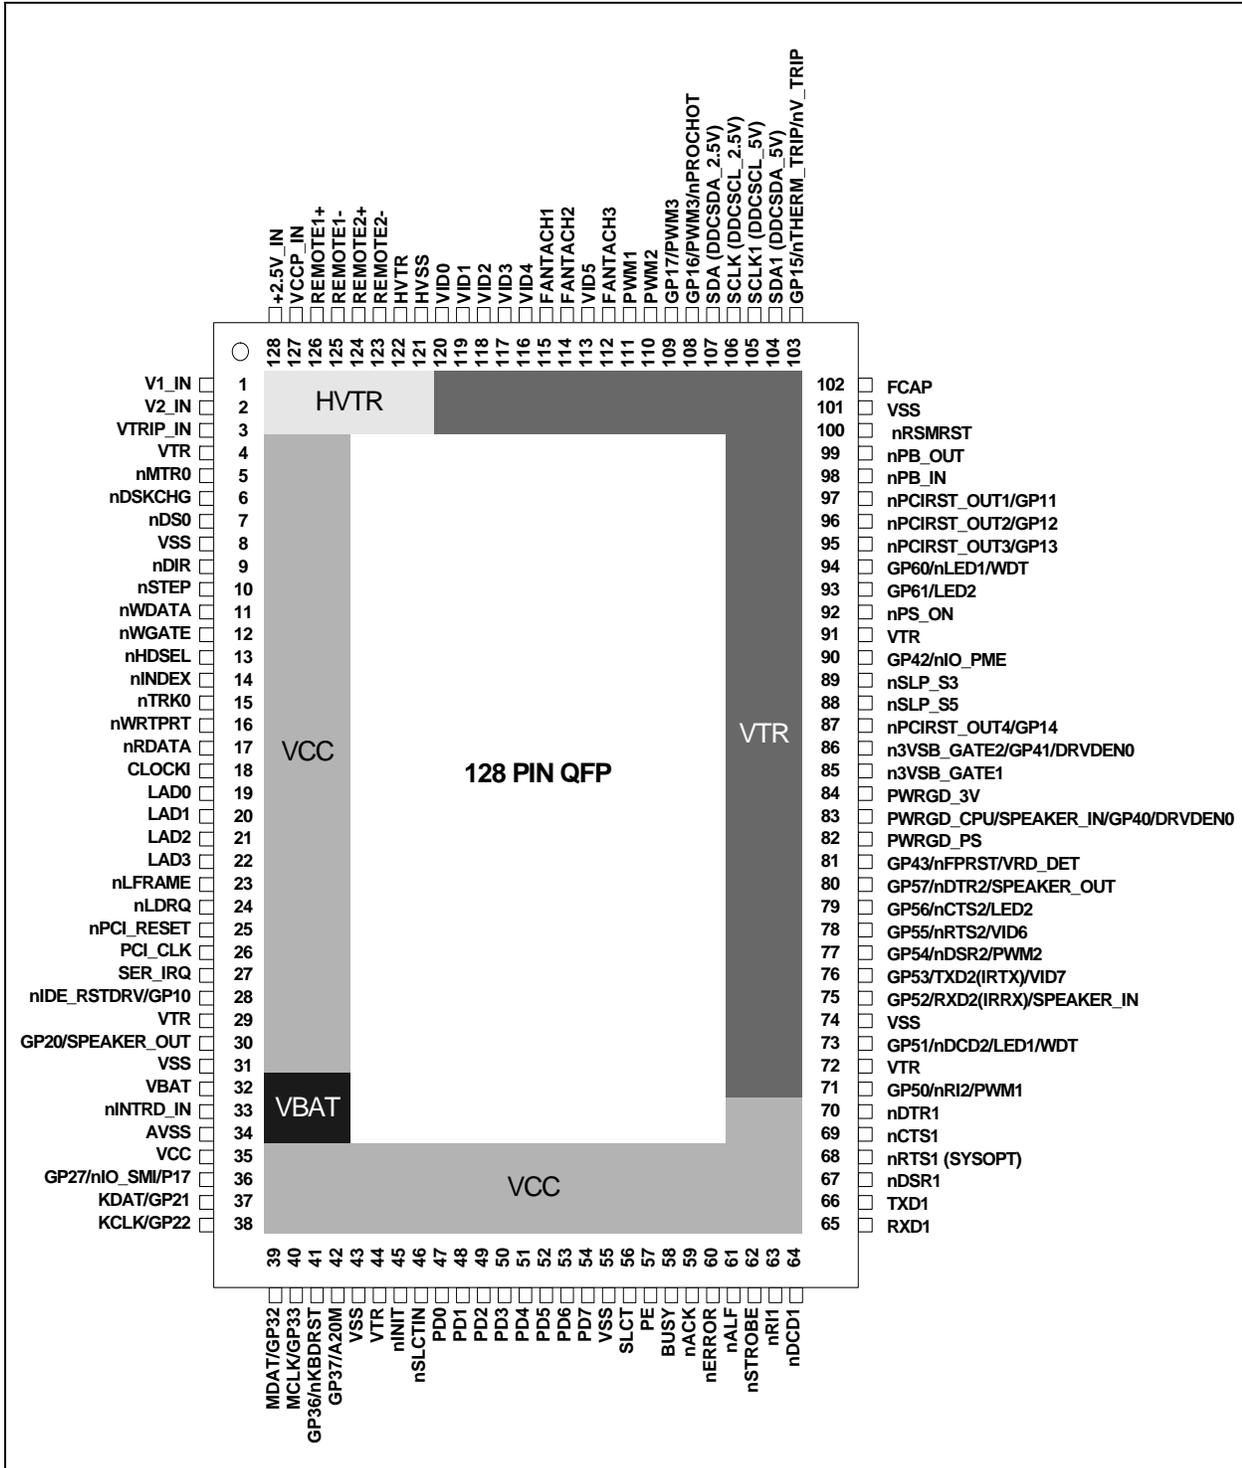 +2.5V_IN
VCCP_IN
REMOTE1+
REMOTE1-
REMOTE2+
REMOTE2-
HVTR
HVSS
VID0
VID1
VID2
VID3
VID4
FANTACH1
FANTACH2
VID5
FANTACH3
PWM1
PWM2
GP17/PWM3
GP16/PWM3/nPROCHOT
SDA (DDCSDA_2.5V)
SCLK (DDCSCL_2.5V)
SCLK1 (DDCSCL_5V)
SDA1 (DDCSDA_5V)
GP15/nTHERM_TRIP/nV_TRIP
128
127
126
125
124
123
122
121
120
119
118
117
116
115
114
113
112
111
110
109
108
107
106
105
104
103
V1_IN 1
V2_IN 2
VTRIP_IN 3
VTR 4
nMTR0 5
nDSKCHG 6
nDS0 7
VSS 8
nDIR 9
nSTEP 10
nWDATA 11
nWGATE 12
nHDSEL 13
nINDEX 14
nTRK0 15
nWRTPRT 16
nRDATA 17
CLOCKI 18
LAD0 19
LAD1 20
LAD2 21
LAD3 22
nLFRAME 23
nLDRQ 24
nPCI_RESET 25
PCI_CLK 26
SER_IRQ 27
nIDE_RSTDRV/GP10 28
VTR 29
GP20/SPEAKER_OUT 30
VSS 31
VBAT 32
nINTRD_IN 33
AVSS 34
VCC 35
GP27/nIO_SMI/P17 36
KDAT/GP21 37
KCLK/GP22 38
HVTR
VCC
128 PIN QFP
VTR
VBAT
VCC
102 FCAP
101 VSS
100 nRSMRST
99 nPB_OUT
98 nPB_IN
97 nPCIRST_OUT1/GP11
96 nPCIRST_OUT2/GP12
95 nPCIRST_OUT3/GP13
94 GP60/nLED1/WDT
93 GP61/LED2
92 nPS_ON
91 VTR
90 GP42/nIO_PME
89 nSLP_S3
88 nSLP_S5
87 nPCIRST_OUT4/GP14
86 n3VSB_GATE2/GP41/DRVDEN0
85 n3VSB_GATE1
84 PWRGD_3V
83 PWRGD_CPU/SPEAKER_IN/GP40/DRVDEN0
82 PWRGD_PS
81 GP43/nFPRST/VRD_DET
80 GP57/nDTR2/SPEAKER_OUT
79 GP56/nCTS2/LED2
78 GP55/nRTS2/VID6
77 GP54/nDSR2/PWM2
76 GP53/TXD2(IRTX)/VID7
75 GP52/RXD2(IRRX)/SPEAKER_IN
74 VSS
73 GP51/nDCD2/LED1/WDT
72 VTR
71 GP50/nRI2/PWM1
70 nDTR1
69 nCTS1
68 nRTS1 (SYSOPT)
67 nDSR1
66 TXD1
65 RXD1
39
40
41
42
43
44
45
46
47
48
49
50
51
52
53
54
55
56
57
58
59
60
61
62
63
64
MDAT/GP32
MCLK/GP33
GP36/nKBDRST
GP37/A20M
VSS
VTR
nINIT
nSLCTIN
PD0
PD1
PD2
PD3
PD4
PD5
PD6
PD7
VSS
SLCT
PE
BUSY
nACK
nERROR
nALF
nSTROBE
nRI1
nDCD1